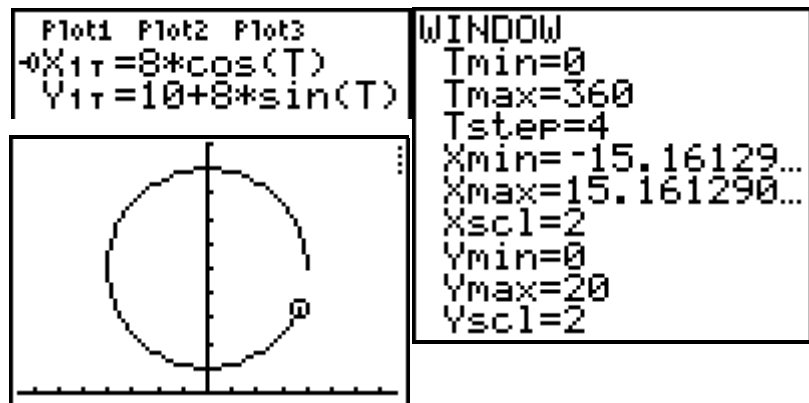 Plot1 Plot2 Plot3
X1T=8*cos(T)
Y1T=10+8*sin(T)
WINDOW
Tmin=0
Tmax=360
Tstep=4
Xmin=-15.16129…
Xmax=15.161290…
Xscl=2
Ymin=0
Ymax=20
Yscl=2